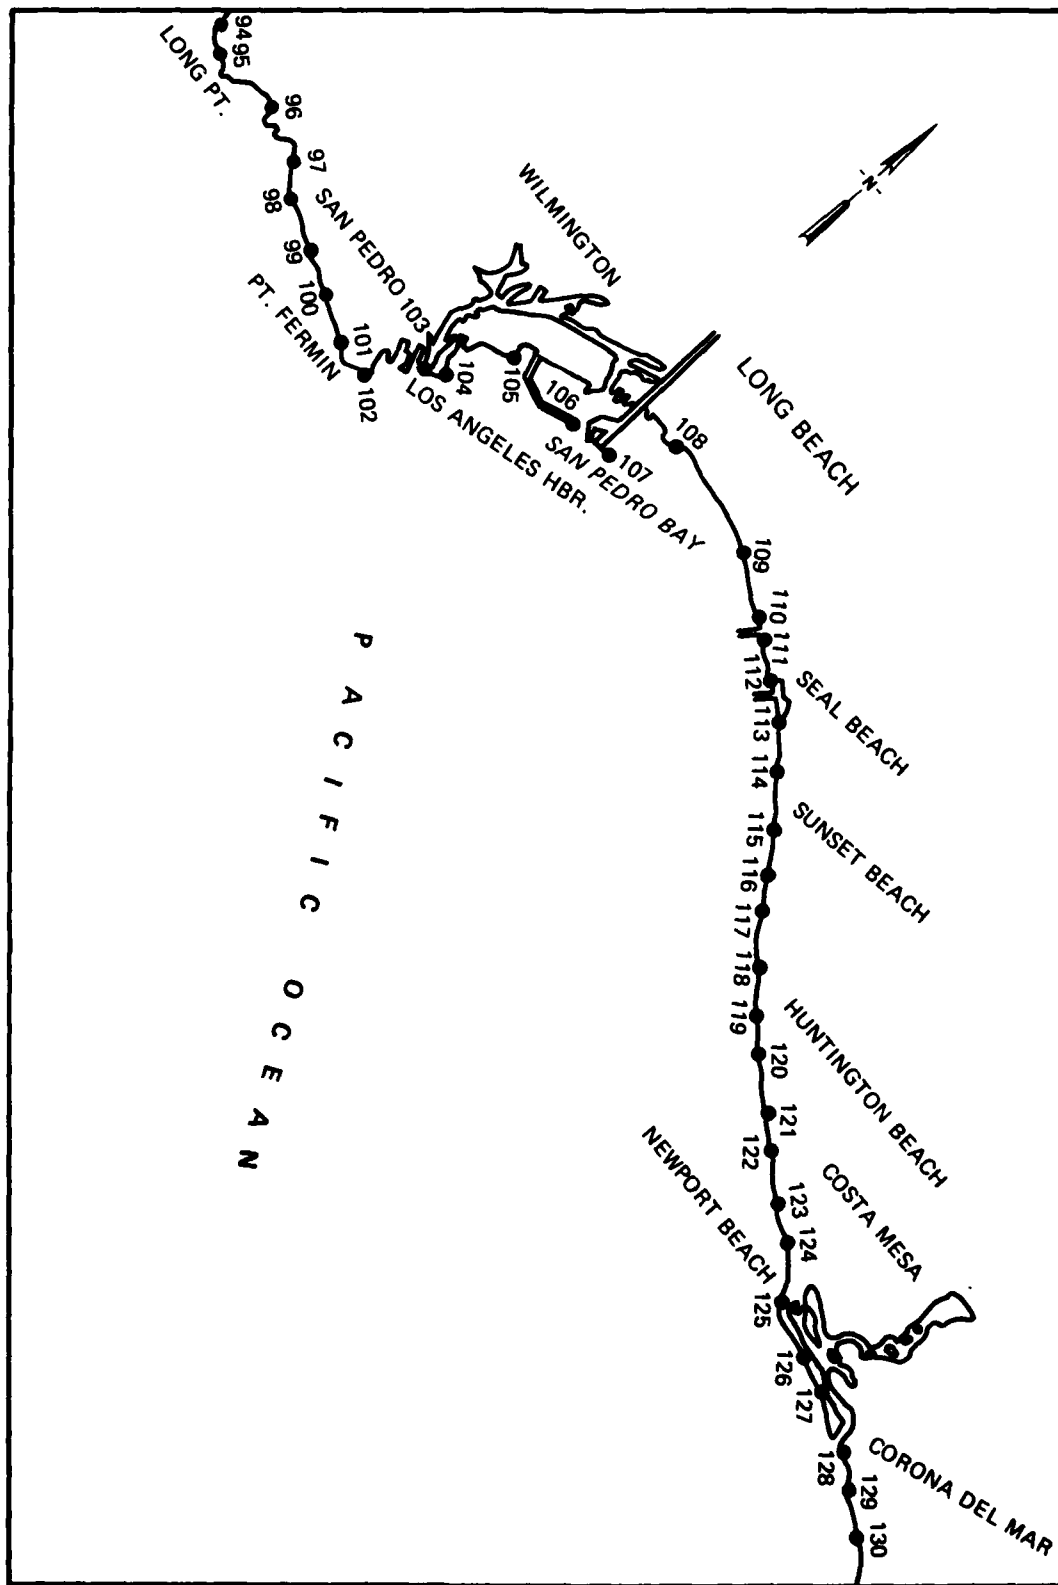 94
95
LONG PT.
96
97
98
99
100
101
102
SAN PEDRO
PT. FERMIN
103
104
105
106
107
108
WILMINGTON
-N-
LOS ANGELES HBR.
SAN PEDRO BAY
LONG BEACH
109
110
111
112
113
114
115
116
117
118
119
120
121
122
123
124
125
126
127
128
129
130
SEAL BEACH
SUNSET BEACH
HUNTINGTON BEACH
COSTA MESA
NEWPORT BEACH
CORONA DEL MAR
PACIFIC OCEAN